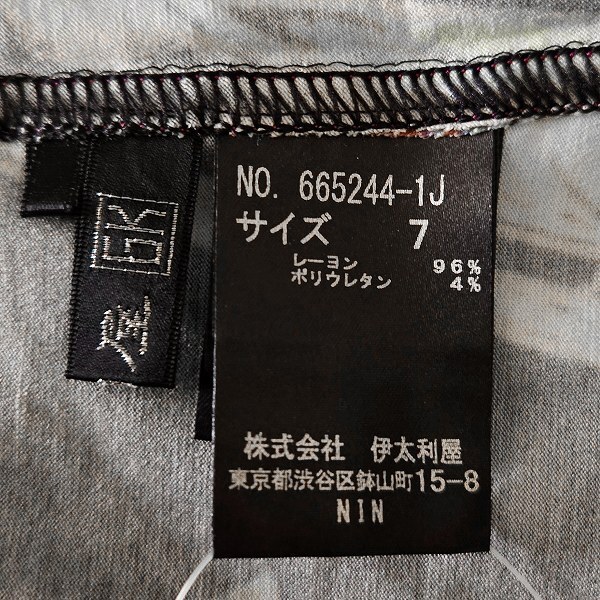 NO. 665244-1J
サイズ 7
レーヨン 96%
ポリウレタン 4%
株式会社 伊太利屋
東京都渋谷区鉢山町15-8
NIN
GK
屋